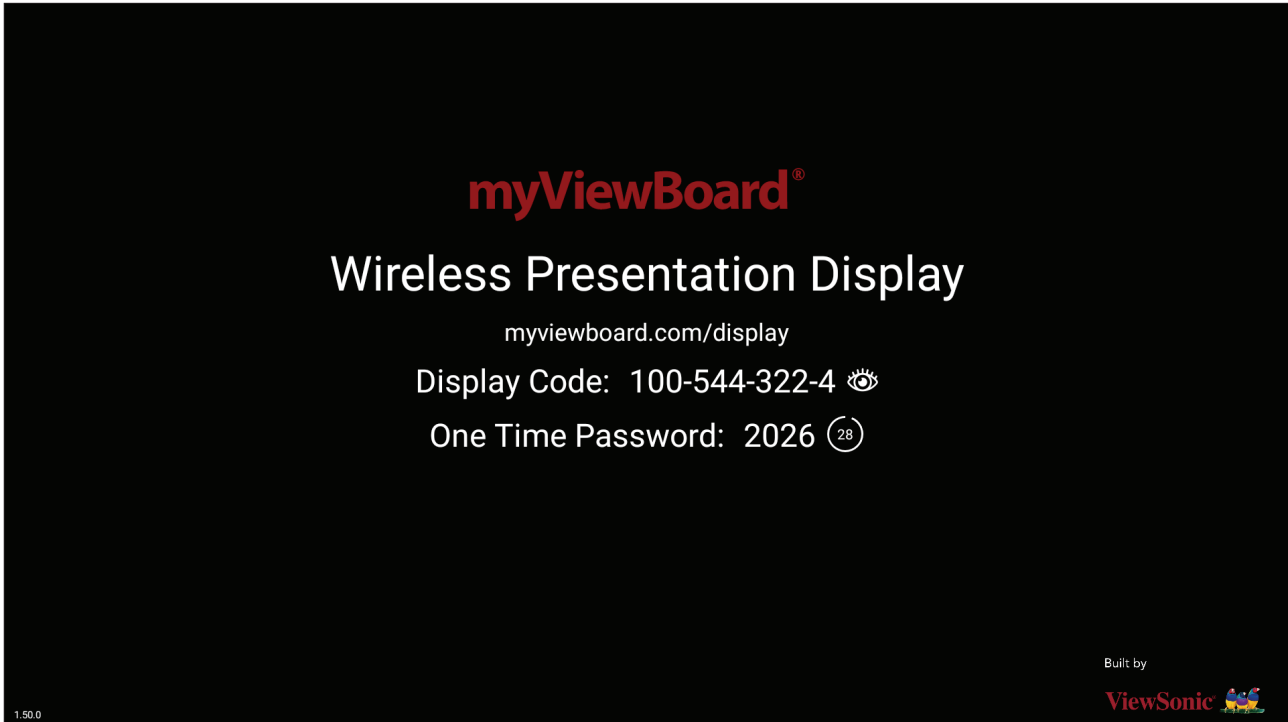 myViewBoard®
Wireless Presentation Display
myviewboard.com/display
Display Code: 100-544-322-4
One Time Password: 2026 28
Built by
ViewSonic®
1.50.0